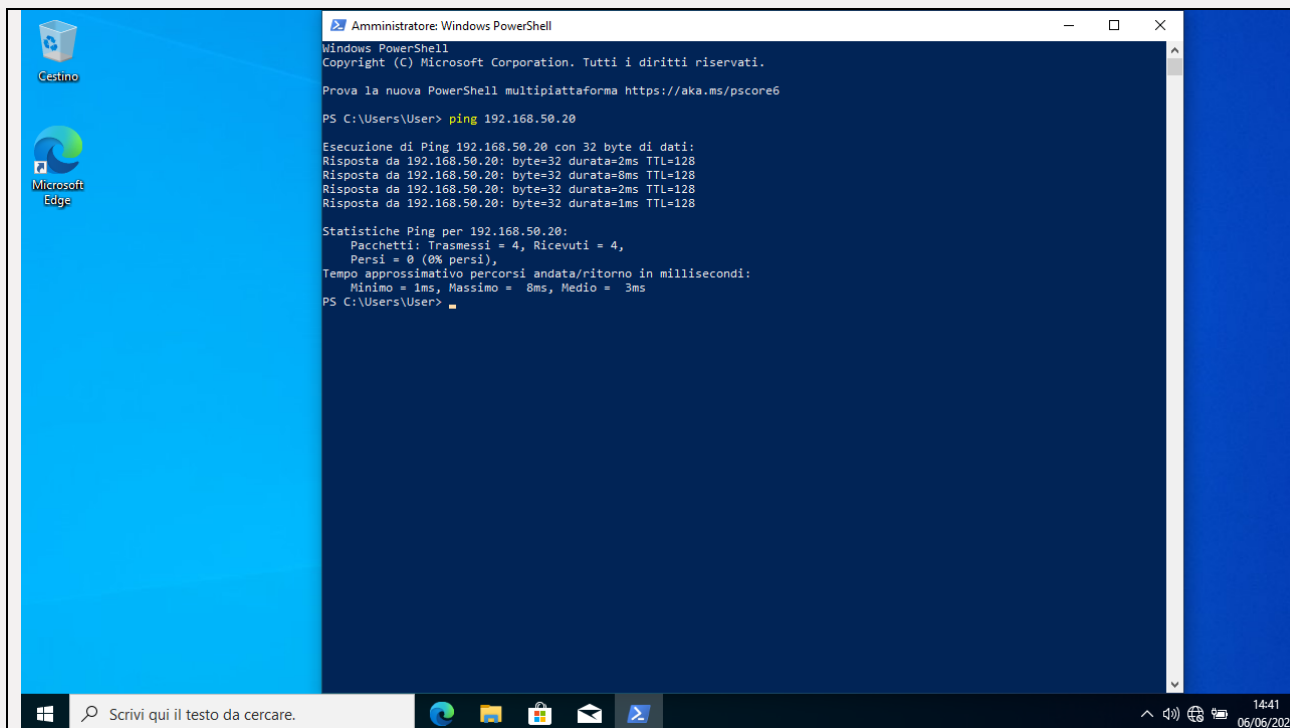 Cestino
Microsoft
Edge
Amministratore: Windows PowerShell
Windows PowerShell
Copyright (C) Microsoft Corporation. Tutti i diritti riservati.
Prova la nuova PowerShell multipiattaforma https://aka.ms/pscore6
PS C:\Users\User> ping 192.168.50.20
Esecuzione di Ping 192.168.50.20 con 32 byte di dati:
Risposta da 192.168.50.20: byte=32 durata=2ms TTL=128
Risposta da 192.168.50.20: byte=32 durata=8ms TTL=128
Risposta da 192.168.50.20: byte=32 durata=2ms TTL=128
Risposta da 192.168.50.20: byte=32 durata=1ms TTL=128
Statistiche Ping per 192.168.50.20:
    Pacchetti: Trasmessi = 4, Ricevuti = 4,
    Persi = 0 (0% persi),
Tempo approssimativo percorsi andata/ritorno in millisecondi:
    Minimo = 1ms, Massimo =  8ms, Medio =  3ms
PS C:\Users\User>
Scrivi qui il testo da cercare.
14:41
06/06/202